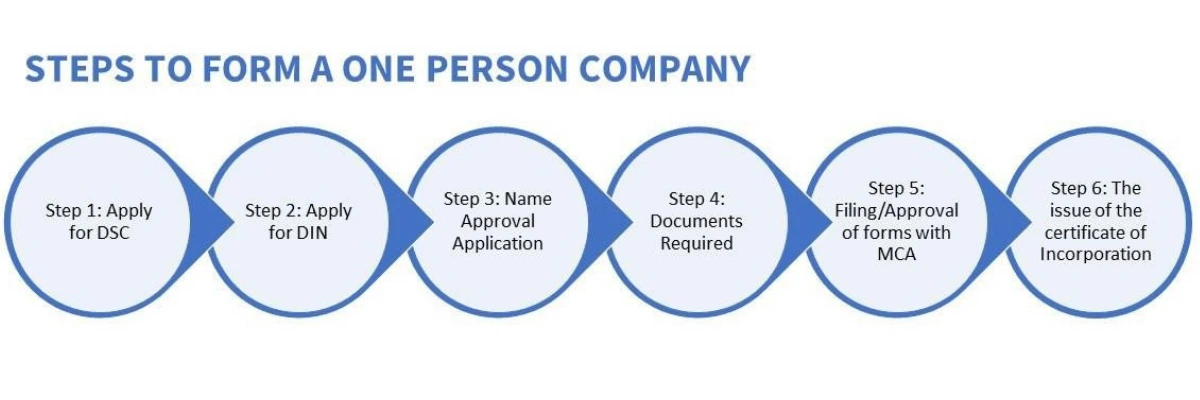 STEPS TO FORM A ONE PERSON COMPANY
Step 1: Apply
for DSC
Step 2: Apply
for DIN
Step 3: Name
Approval
Application
Step 4:
Documents
Required
Step 5:
Filing/Approval
of forms with
MCA
Step 6: The
issue of the
certificate of
Incorporation